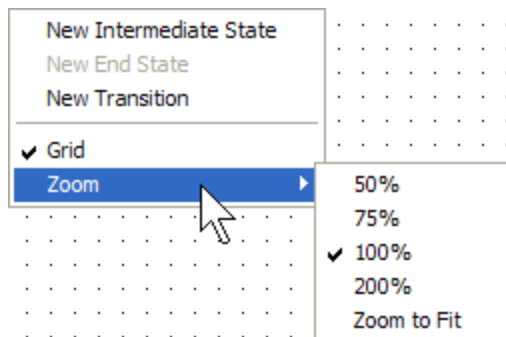 New Intermediate State
New End State
New Transition
Grid
Zoom
50%
75%
100%
200%
Zoom to Fit